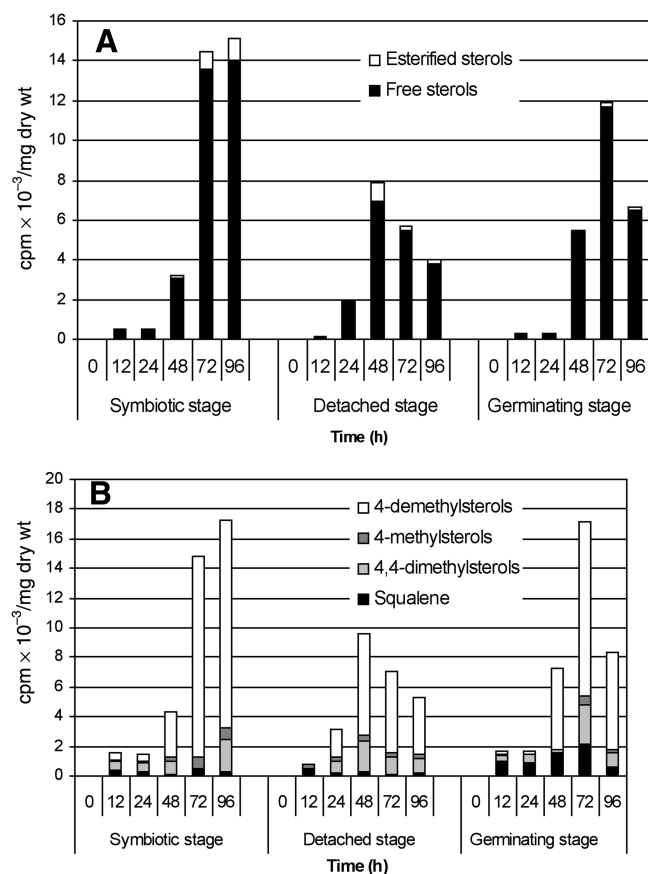 A
16
14
12
10
8
6
4
2
0
cpm × 10⁻³/mg dry wt
Esterified sterols
Free sterols
0 12 24 48 72 96 0 12 24 48 72 96 0 12 24 48 72 96
Symbiotic stage Detached stage Germinating stage
Time (h)
B
20
18
16
14
12
10
8
6
4
2
0
cpm × 10⁻³/mg dry wt
4-demethylsterols
4-methylsterols
4,4-dimethylsterols
Squalene
0 12 24 48 72 96 0 12 24 48 72 96 0 12 24 48 72 96
Symbiotic stage Detached stage Germinating stage
Time (h)